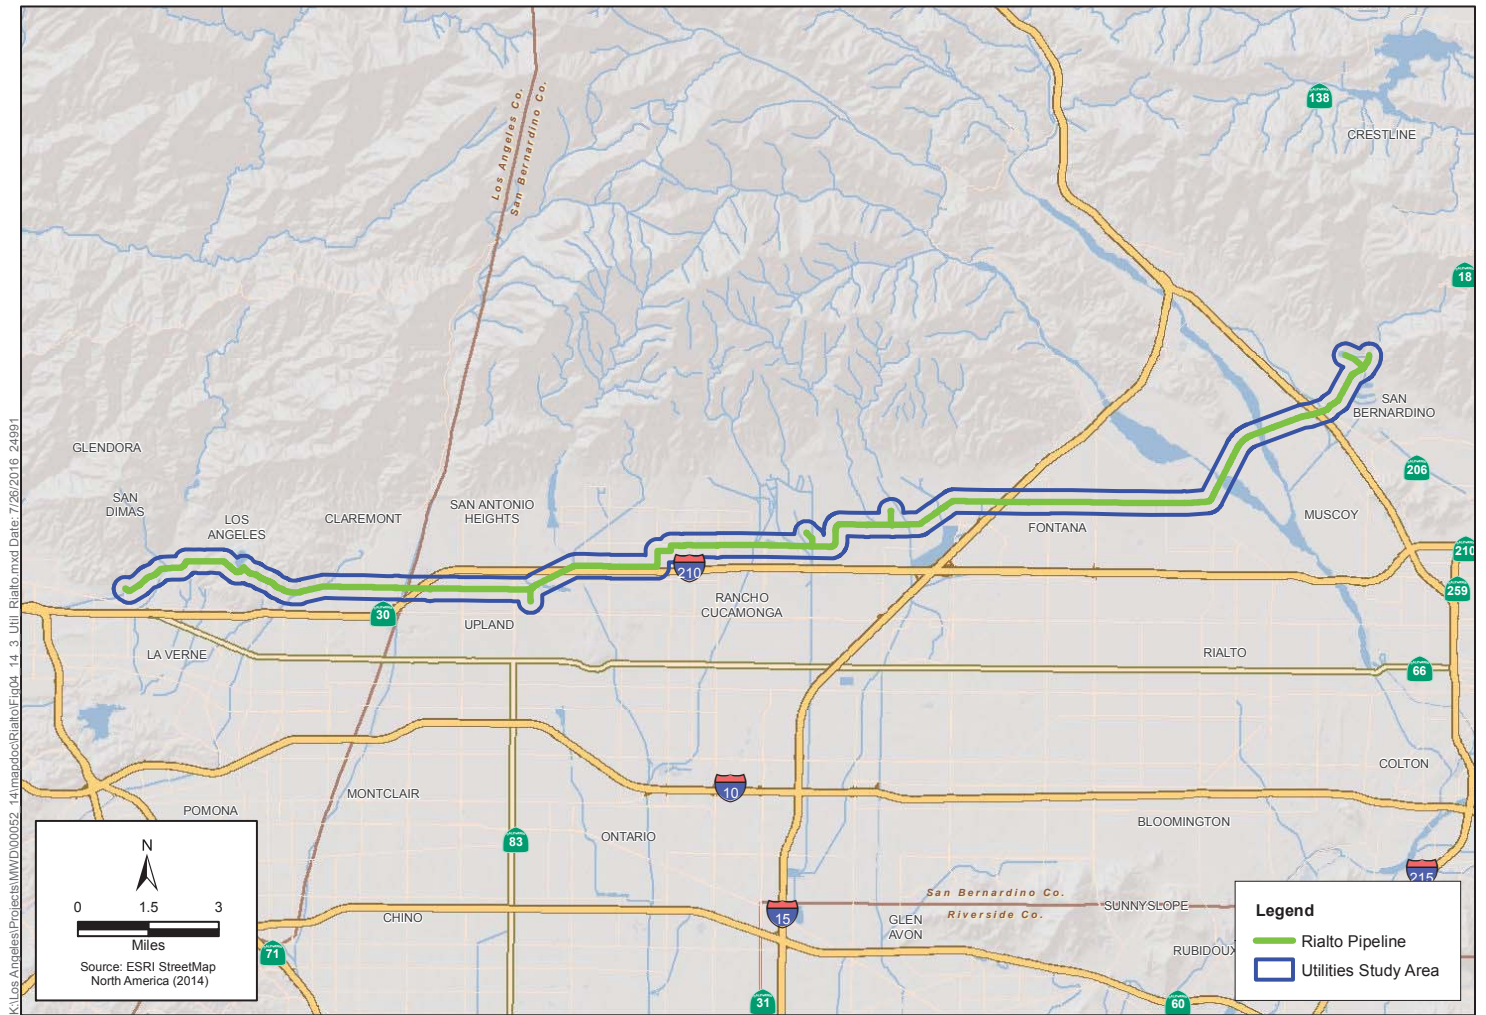 K:\Los Angeles\Projects\MWD\00052_14\mapdoc\Rialto\Fig04_14_3_Util_Rialto.mxd Date: 7/26/2016 24991
Los Angeles Co.
San Bernardino Co.
138
CRESTLINE
18
SAN
BERNARDINO
GLENDORA
206
SAN
DIMAS
LOS
ANGELES
CLAREMONT
SAN ANTONIO
HEIGHTS
FONTANA
MUSCOY
210
210
259
30
UPLAND
RANCHO
CUCAMONGA
LA VERNE
RIALTO
66
COLTON
10
MONTCLAIR
POMONA
83
ONTARIO
BLOOMINGTON
215
San Bernardino Co.
Riverside Co.
SUNNYSLOPE
15
CHINO
GLEN
AVON
RUBIDOUX
71
31
60
N
0 1.5 3
Miles
Source: ESRI StreetMap
North America (2014)
Legend
Rialto Pipeline
Utilities Study Area